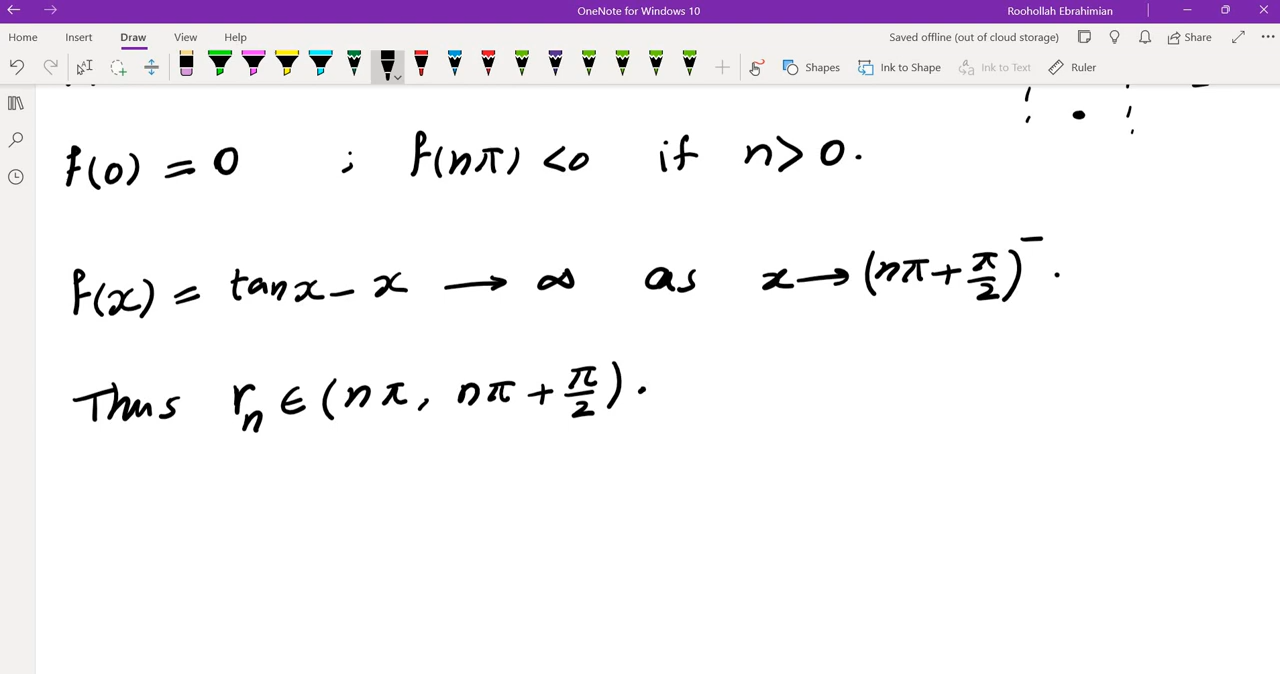 OneNote for Windows 10
Roohollah Ebrahimian
Home Insert Draw View Help
Saved offline (out of cloud storage)
Share
Shapes
Ink to Shape
Ink to Text
Ruler
f(0) = 0 ; f(nπ) <0 if n> 0.
f(x) = tanx - x ⟶ ∞ as x⟶(nπ+π/2)⁻.
Thus rₙ ∈ (nπ, nπ + π/2).